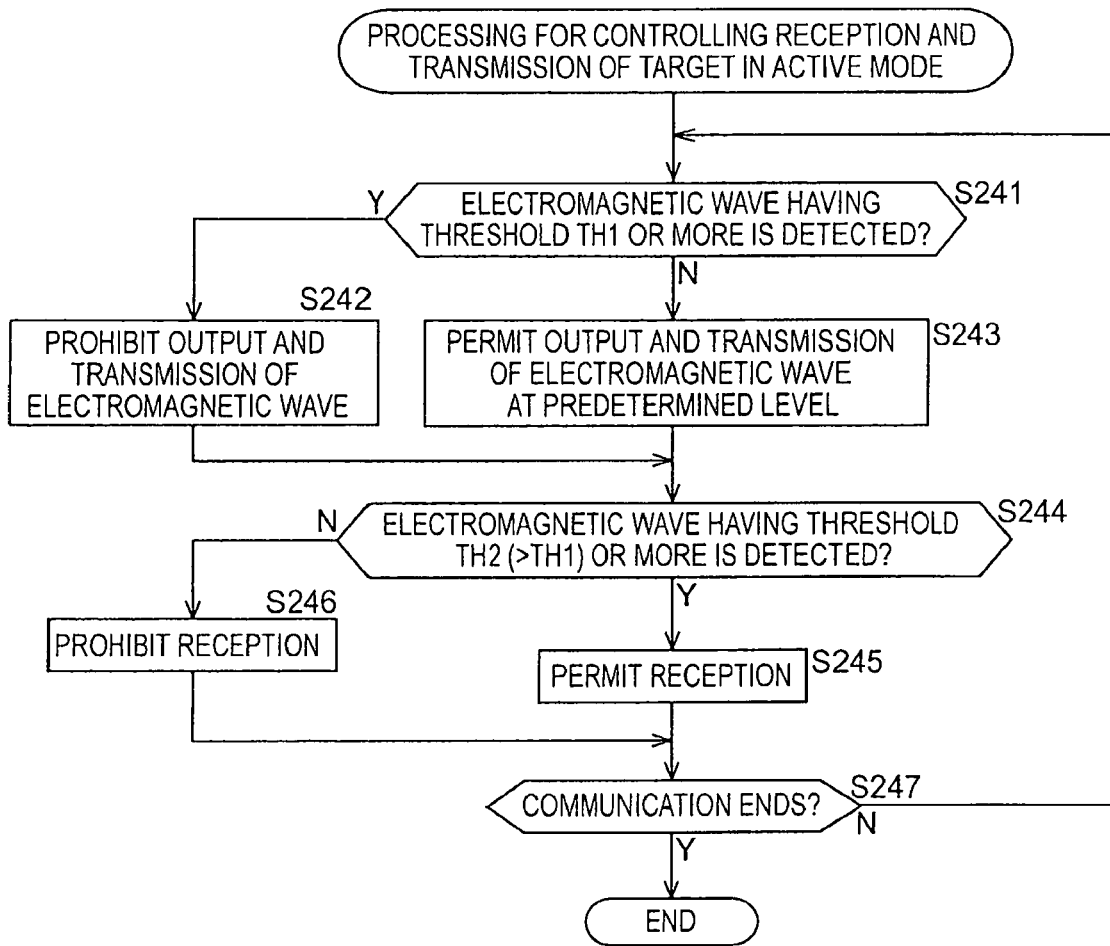 PROCESSING FOR CONTROLLING RECEPTION AND
TRANSMISSION OF TARGET IN ACTIVE MODE
S241
Y
ELECTROMAGNETIC WAVE HAVING
THRESHOLD TH1 OR MORE IS DETECTED?
N
S242
PROHIBIT OUTPUT AND
TRANSMISSION OF
ELECTROMAGNETIC WAVE
S243
PERMIT OUTPUT AND TRANSMISSION
OF ELECTROMAGNETIC WAVE
AT PREDETERMINED LEVEL
S244
N
ELECTROMAGNETIC WAVE HAVING THRESHOLD
TH2 (>TH1) OR MORE IS DETECTED?
Y
S246
PROHIBIT RECEPTION
S245
PERMIT RECEPTION
S247
COMMUNICATION ENDS?
N
Y
END